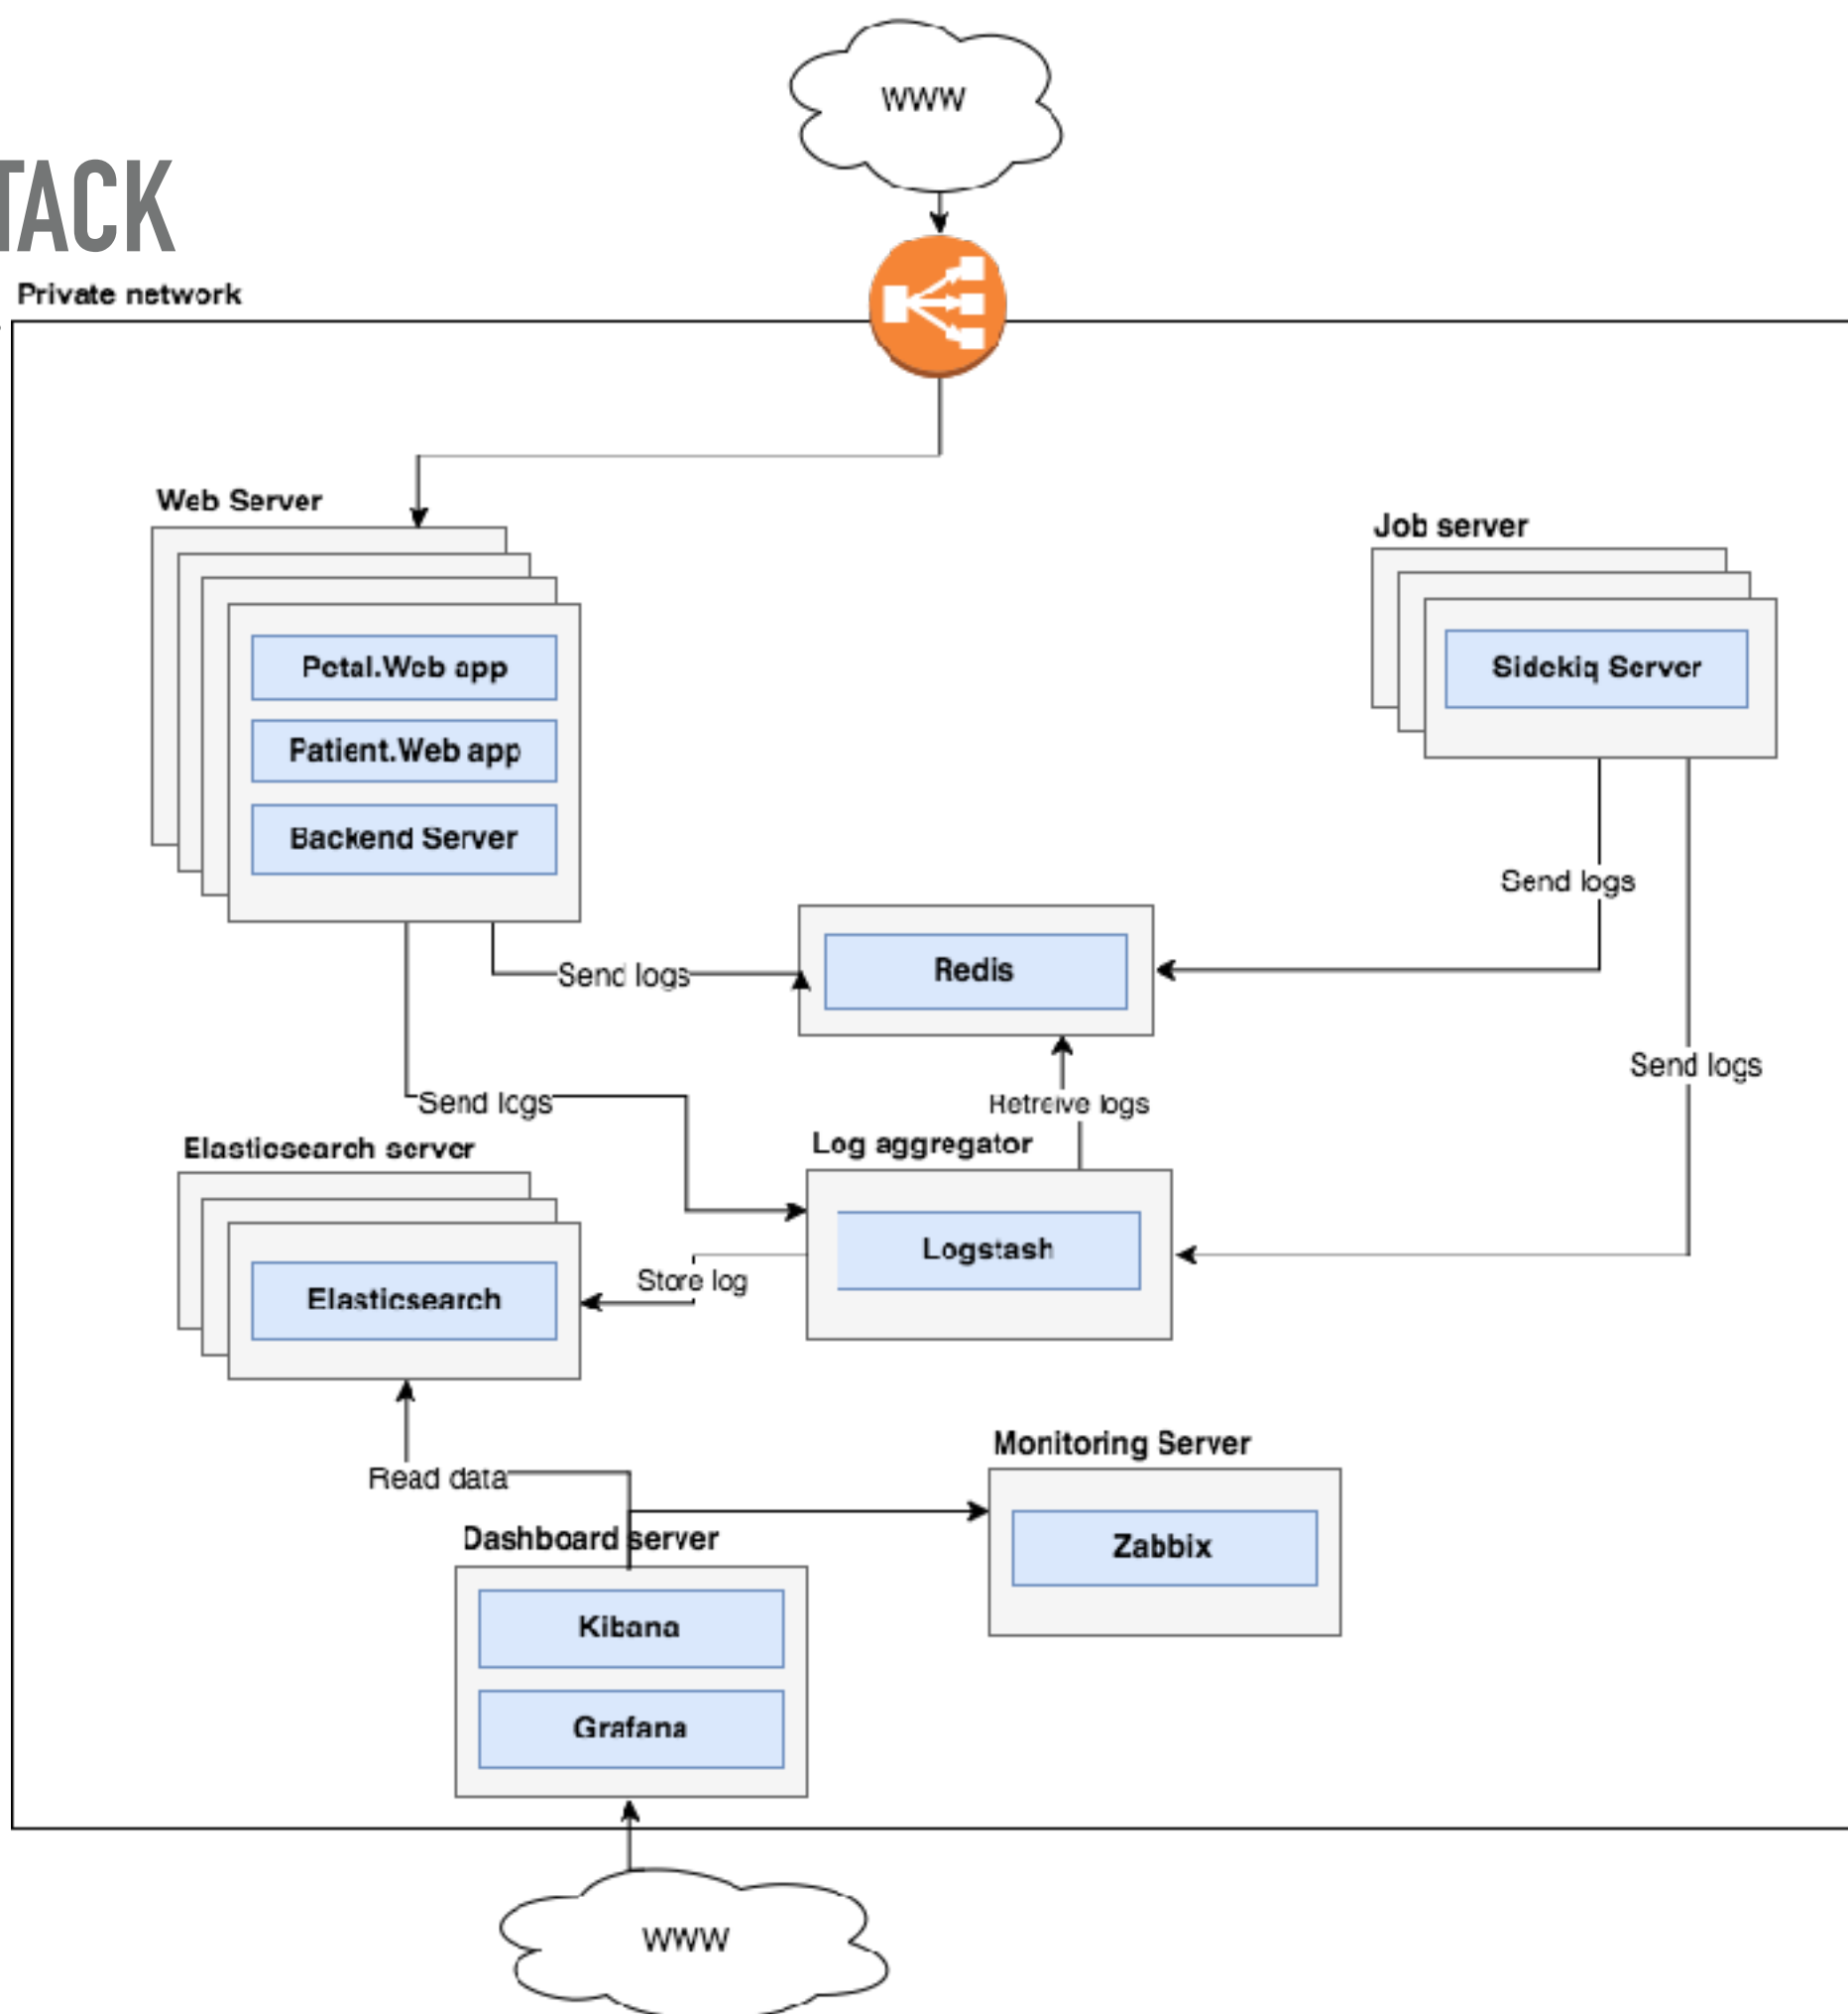 WWW
TACK
Private network
Web Server
Job server
Petal.Web app
Sidekiq Server
Patient.Web app
Backend Server
Send logs
Redis
Send logs
Send logs
Send logs
Retreive logs
Elasticsearch server
Log aggregator
Logstash
Store log
Elasticsearch
Monitoring Server
Read data
Dashboard server
Zabbix
Kibana
Grafana
WWW